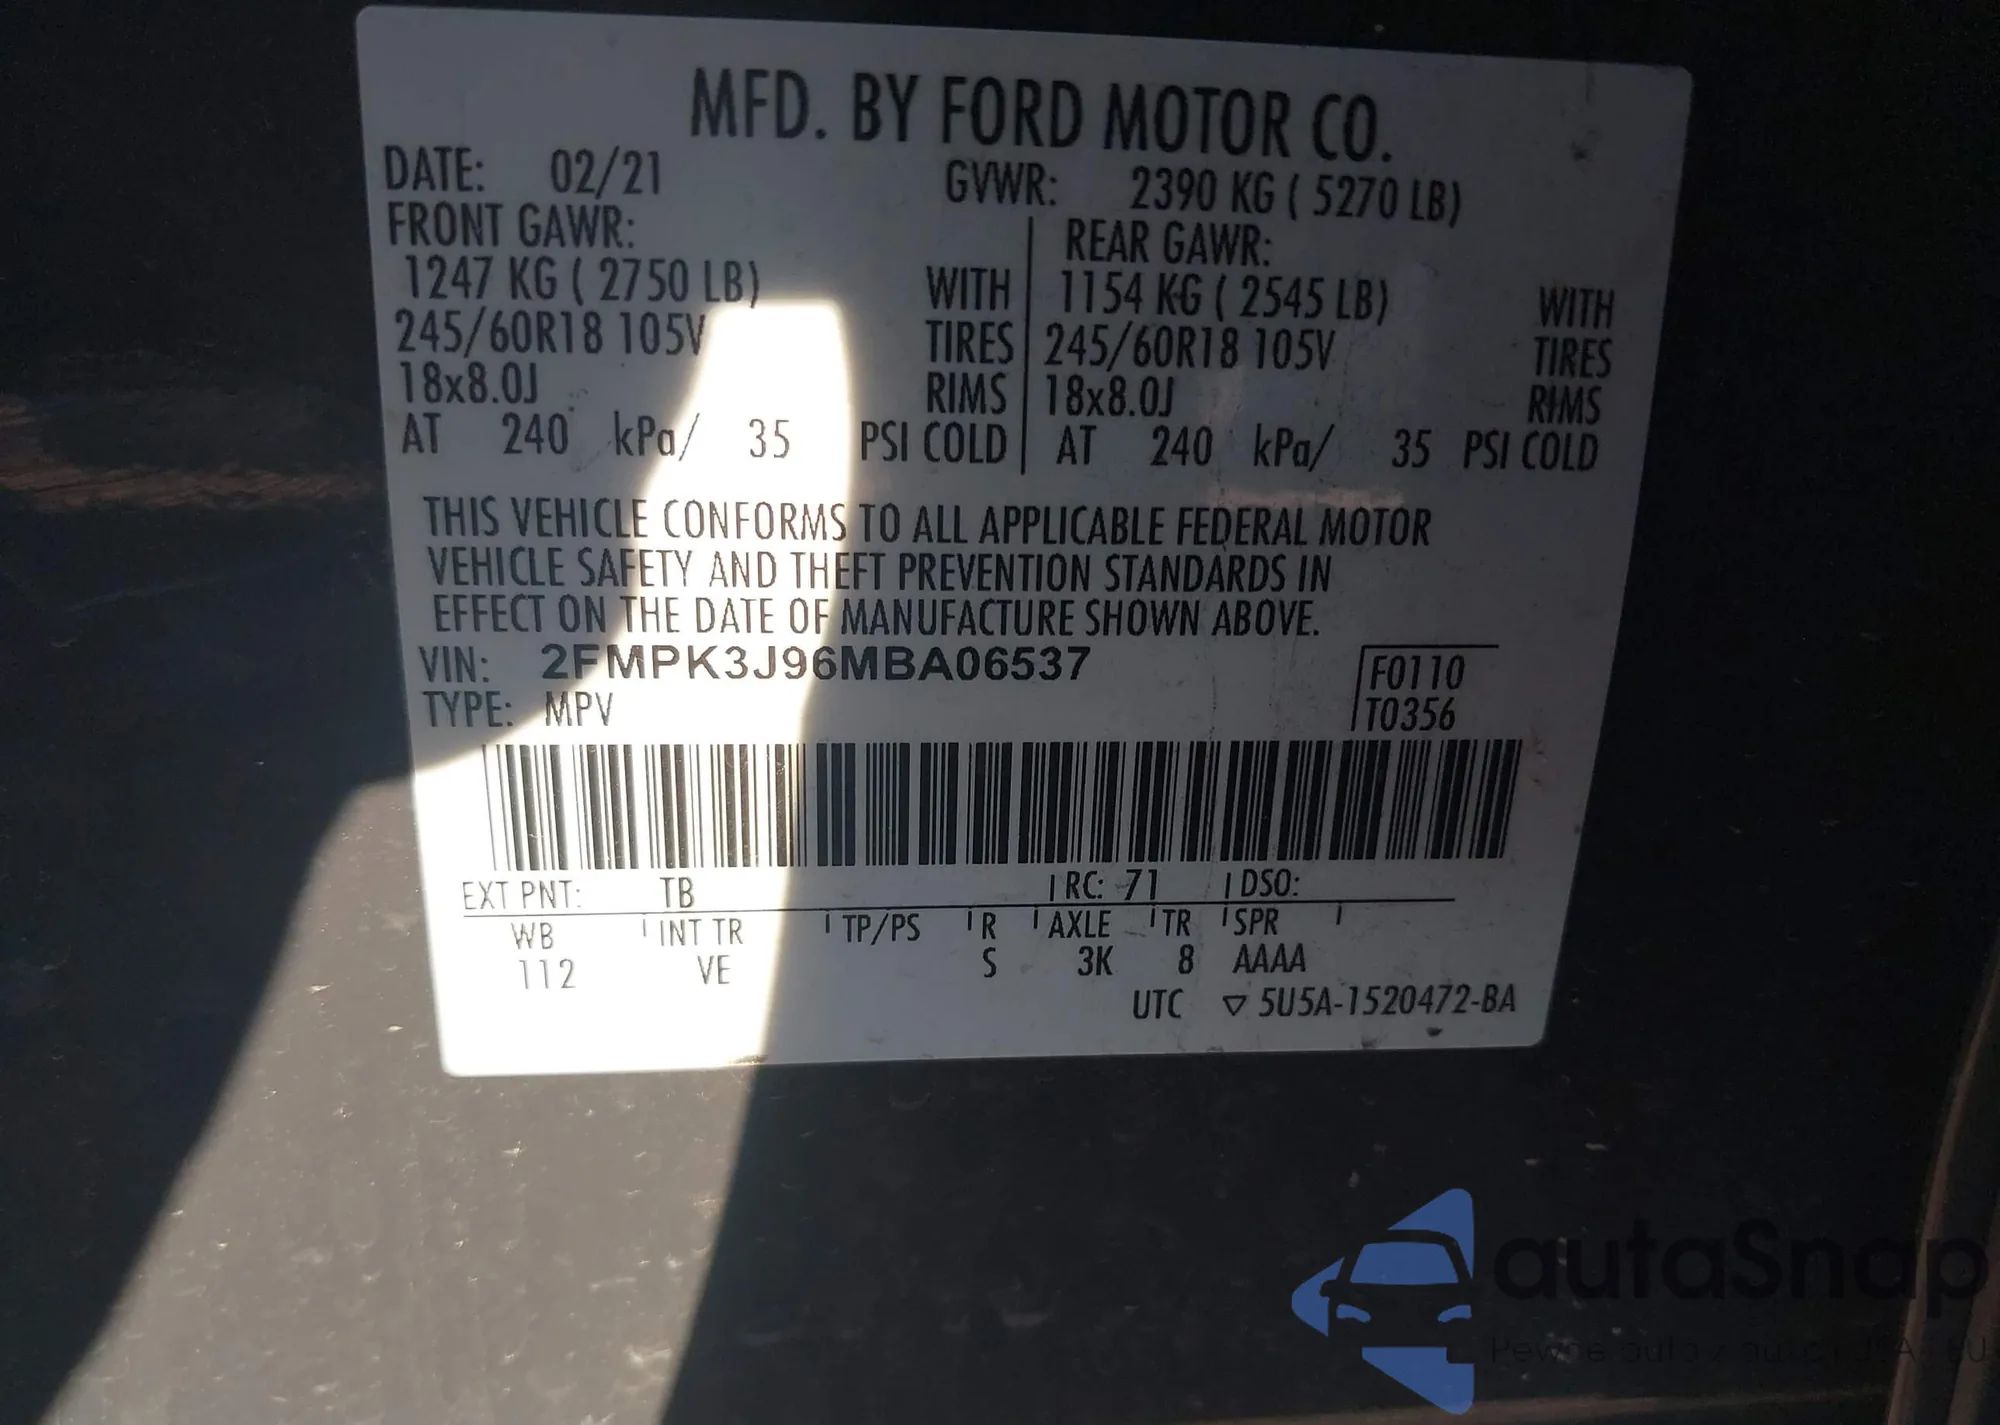 MFD. BY FORD MOTOR CO.
DATE: 02/21 GVWR: 2390 KG ( 5270 LB)
FRONT GAWR: REAR GAWR:
1247 KG ( 2750 LB) WITH 1154 KG ( 2545 LB) WITH
245/60R18 105V TIRES 245/60R18 105V TIRES
18x8.0J RIMS 18x8.0J RIMS
AT 240 kPa/ 35 PSI COLD AT 240 kPa/ 35 PSI COLD
THIS VEHICLE CONFORMS TO ALL APPLICABLE FEDERAL MOTOR
VEHICLE SAFETY AND THEFT PREVENTION STANDARDS IN
EFFECT ON THE DATE OF MANUFACTURE SHOWN ABOVE.
VIN: 2FMPK3J96MBA06537 F0110
TYPE: MPV T0356
EXT PNT: TB RC: 71 DSO:
WB INT TR TP/PS R AXLE TR SPR
112 VE S 3K 8 AAAA
UTC ▽ 5U5A-1520472-BA
autaSnap
Pewne auta z